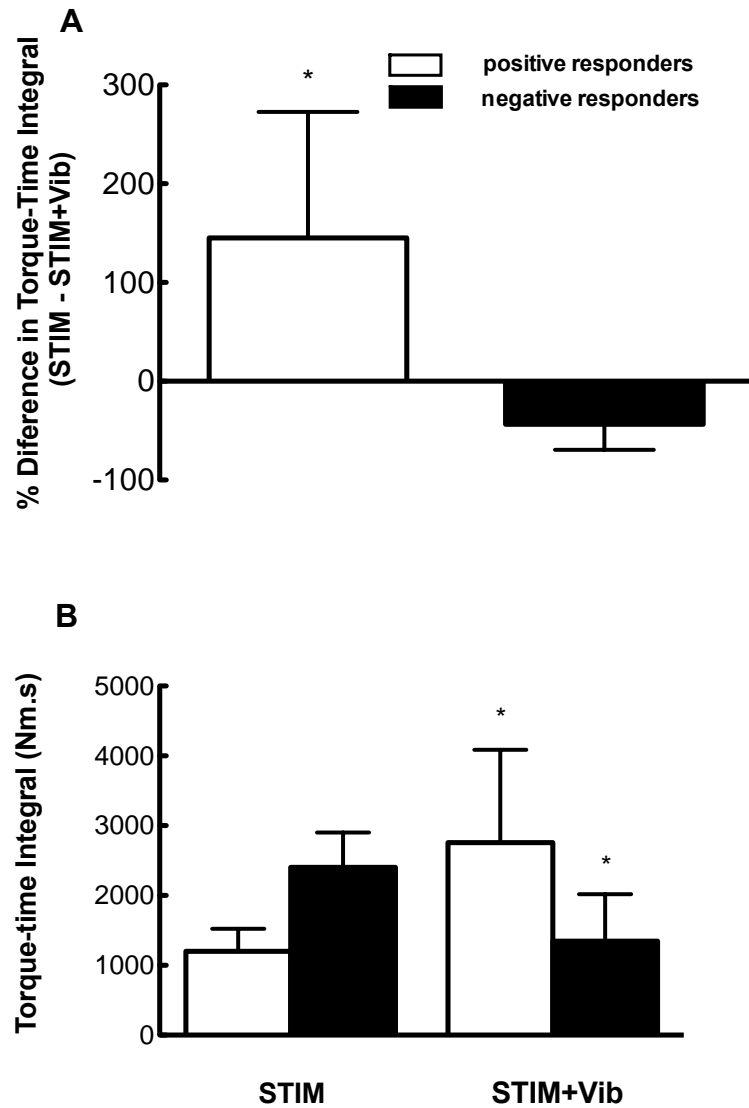 A
% Diference in Torque-Time Integral
(STIM - STIM+Vib)
300
200
100
0
-100
*
positive responders
negative responders
B
Torque-time Integral (Nm.s)
5000
4000
3000
2000
1000
0
*
*
STIM STIM+Vib